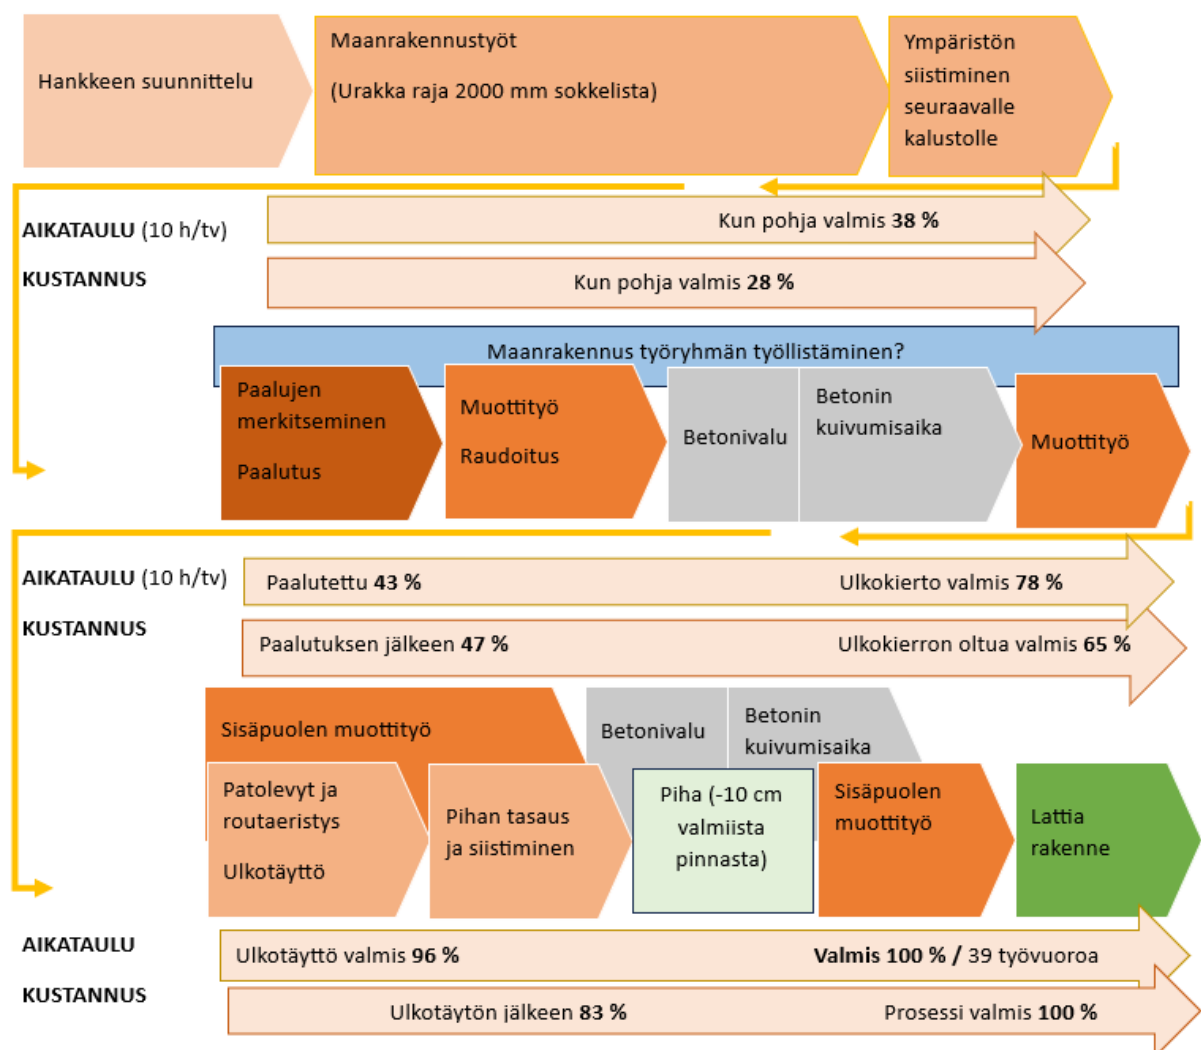 Hankkeen suunnittelu
Maanrakennustyöt
(Urakka raja 2000 mm sokkelista)
Ympäristön
siistiminen
seuraavalle
kalustolle
AIKATAULU (10 h/tv)
Kun pohja valmis 38 %
KUSTANNUS
Kun pohja valmis 28 %
Maanrakennus työryhmän työllistäminen?
Paalujen
merkitseminen
Paalutus
Muottityö
Raudoitus
Betonivalu
Betonin
kuivumisaika
Muottityö
AIKATAULU (10 h/tv)
Paalutettu 43 %
Ulkokierto valmis 78 %
KUSTANNUS
Paalutuksen jälkeen 47 %
Ulkokierron oltua valmis 65 %
Sisäpuolen muottityö
Betonivalu
Betonin
kuivumisaika
Patolevyt ja
routaeristys
Ulkotäyttö
Pihan tasaus
ja siistiminen
Piha (-10 cm
valmiista
pinnasta)
Sisäpuolen
muottityö
Lattia
rakenne
AIKATAULU
Ulkotäyttö valmis 96 %
Valmis 100 % / 39 työvuoroa
KUSTANNUS
Ulkotäytön jälkeen 83 %
Prosessi valmis 100 %